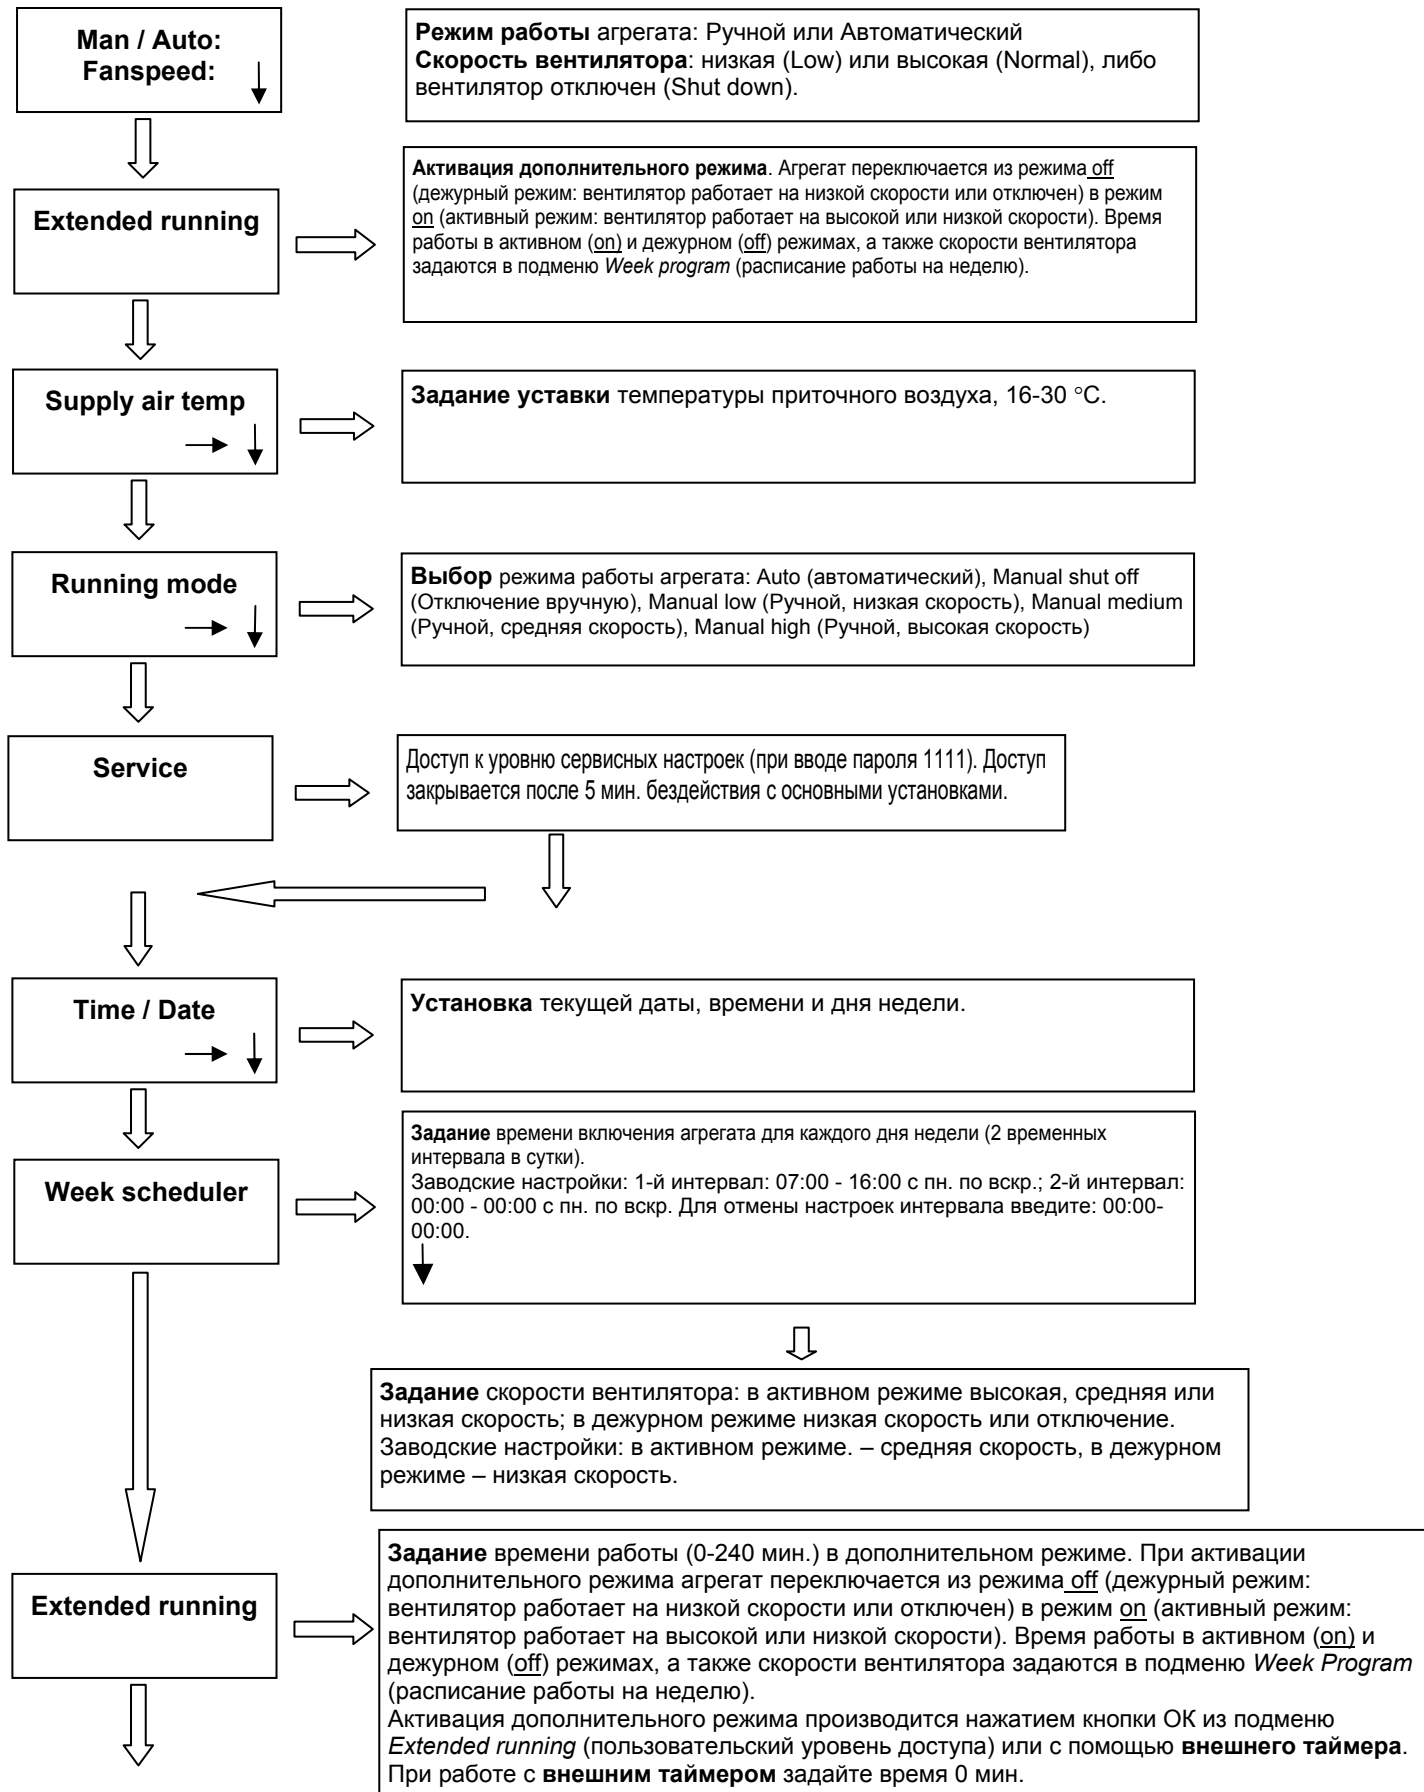 Man / Auto:
Fanspeed:
Режим работы агрегата: Ручной или Автоматический
Скорость вентилятора: низкая (Low) или высокая (Normal), либо
вентилятор отключен (Shut down).
Extended running
Активация дополнительного режима. Агрегат переключается из режима off
(дежурный режим: вентилятор работает на низкой скорости или отключен) в режим
on (активный режим: вентилятор работает на высокой или низкой скорости). Время
работы в активном (on) и дежурном (off) режимах, а также скорости вентилятора
задаются в подменю Week program (расписание работы на неделю).
Supply air temp
Задание уставки температуры приточного воздуха, 16-30 °C.
Running mode
Выбор режима работы агрегата: Auto (автоматический), Manual shut off
(Отключение вручную), Manual low (Ручной, низкая скорость), Manual medium
(Ручной, средняя скорость), Manual high (Ручной, высокая скорость)
Service
Доступ к уровню сервисных настроек (при вводе пароля 1111). Доступ
закрывается после 5 мин. бездействия с основными установками.
Time / Date
Установка текущей даты, времени и дня недели.
Week scheduler
Задание времени включения агрегата для каждого дня недели (2 временных
интервала в сутки).
Заводские настройки: 1-й интервал: 07:00 - 16:00 с пн. по вскр.; 2-й интервал:
00:00 - 00:00 с пн. по вскр. Для отмены настроек интервала введите: 00:00-
00:00.
Задание скорости вентилятора: в активном режиме высокая, средняя или
низкая скорость; в дежурном режиме низкая скорость или отключение.
Заводские настройки: в активном режиме. – средняя скорость, в дежурном
режиме – низкая скорость.
Extended running
Задание времени работы (0-240 мин.) в дополнительном режиме. При активации
дополнительного режима агрегат переключается из режима off (дежурный режим:
вентилятор работает на низкой скорости или отключен) в режим on (активный режим:
вентилятор работает на высокой или низкой скорости). Время работы в активном (on) и
дежурном (off) режимах, а также скорости вентилятора задаются в подменю Week Program
(расписание работы на неделю).
Активация дополнительного режима производится нажатием кнопки ОК из подменю
Extended running (пользовательский уровень доступа) или с помощью внешнего таймера.
При работе с внешним таймером задайте время 0 мин.